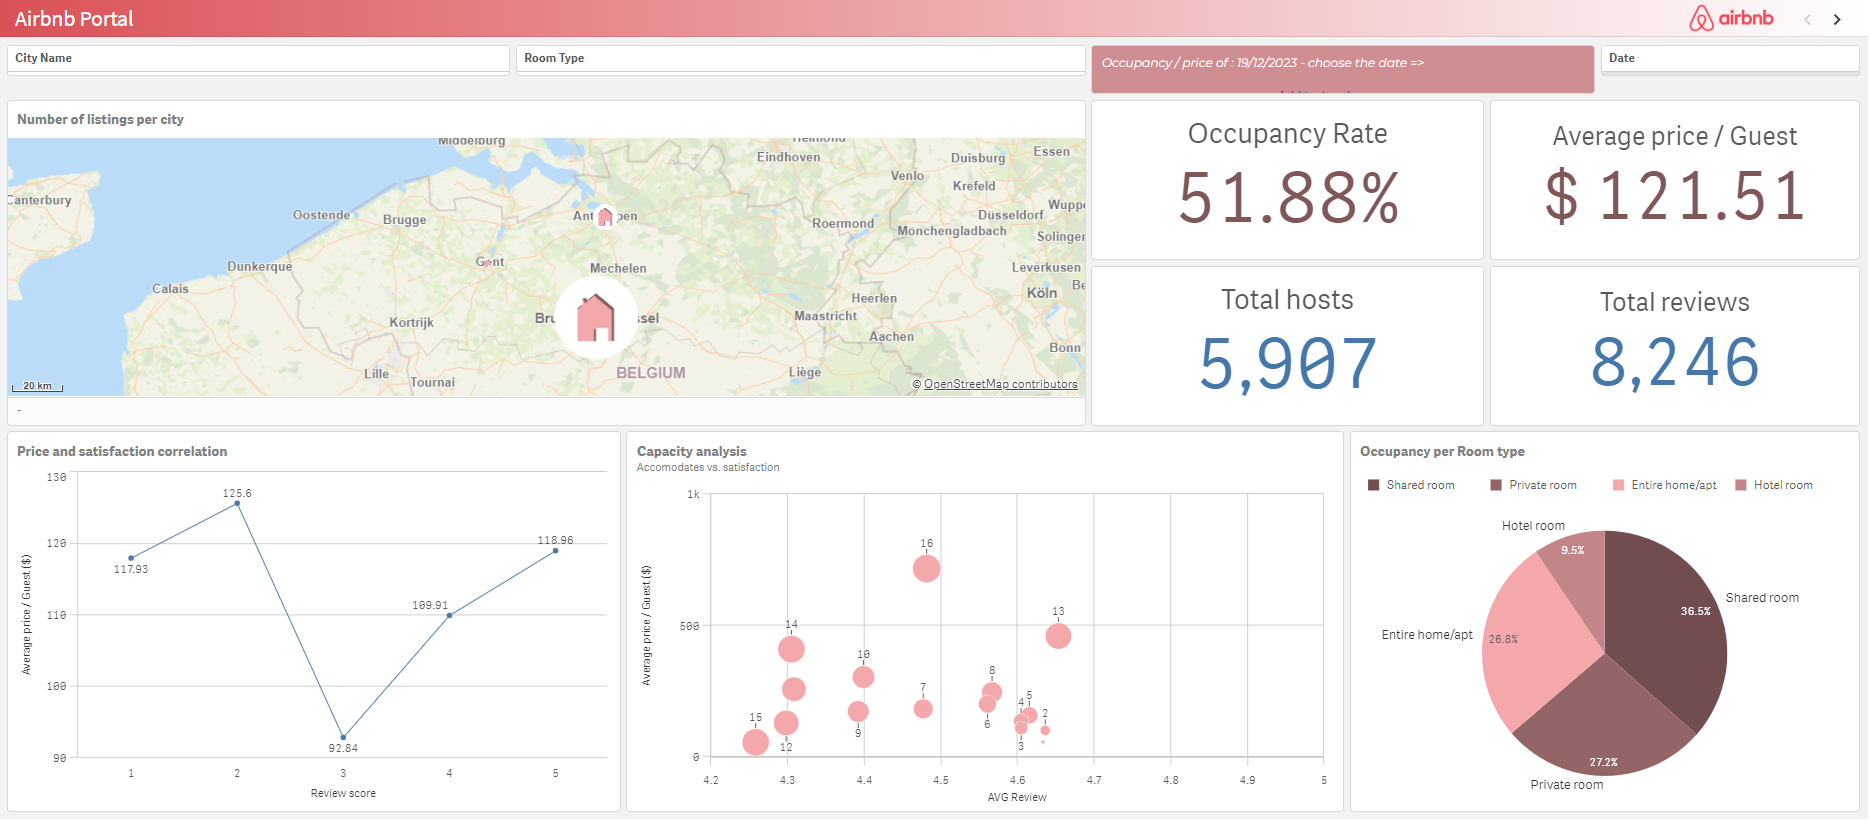 Airbnb Portal
airbnb
City Name
Room Type
Occupancy / price of : 19/12/2023 - choose the date =>
Date
Number of listings per city
Middelburg
Helmond
Eindhoven
Duisburg
Essen
Venlo
Krefeld
Canterbury
Oostende
Brugge
Antwerpen
Roermond
Düsseldorf
Wuppe
Mönchengladbach
Solingen
Gent
Dunkerque
Mechelen
Leverkusen
Calais
Heerlen
Köln
Be
Kortrijk
Bru
ssel
Maastricht
Aachen
Bonn
Lille
Tournai
BELGIUM
Liège
20 km
© OpenStreetMap contributors
-
Occupancy Rate
51.88%
Average price / Guest
$ 121.51
Total hosts
5,907
Total reviews
8,246
Price and satisfaction correlation
Average price / Guest ($)
130
120
110
100
90
117.93
125.6
92.84
109.91
118.96
1
2
3
4
5
Review score
Capacity analysis
Accomodates vs. satisfaction
Average price / Guest ($)
1k
500
0
16
14
13
10
15
12
9
7
8
6
4
5
2
3
4.2
4.3
4.4
4.5
4.6
4.7
4.8
4.9
5
AVG Review
Occupancy per Room type
Shared room
Private room
Entire home/apt
Hotel room
Hotel room
9.5%
Shared room
36.5%
Entire home/apt
26.8%
27.2%
Private room